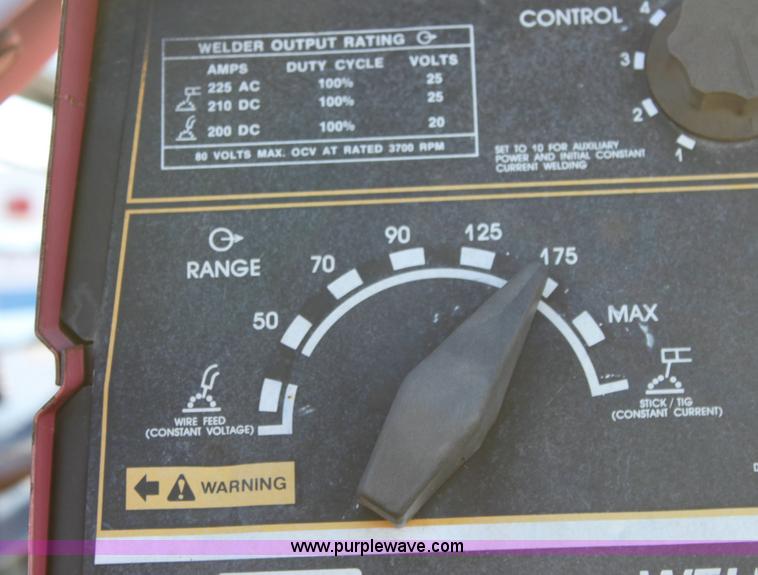 CONTROL
4
3
2
1
WELDER OUTPUT RATING
AMPS DUTY CYCLE VOLTS
225 AC 100% 25
210 DC 100% 25
200 DC 100% 20
80 VOLTS MAX. OCV AT RATED 3700 RPM
SET TO 10 FOR AUXILIARY
POWER AND INITIAL CONSTANT
CURRENT WELDING
RANGE
50
70
90
125
175
MAX
WIRE FEED
(CONSTANT VOLTAGE)
STICK / TIG
(CONSTANT CURRENT)
WARNING
www.purplewave.com